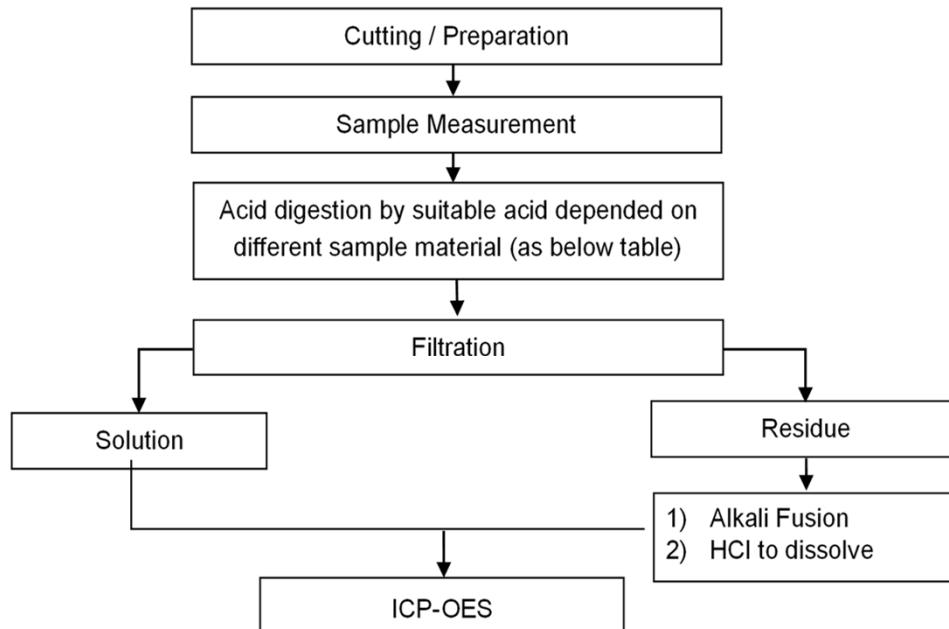 Cutting / Preparation
Sample Measurement
Acid digestion by suitable acid depended on
different sample material (as below table)
Filtration
Solution
Residue
1) Alkali Fusion
2) HCl to dissolve
ICP-OES